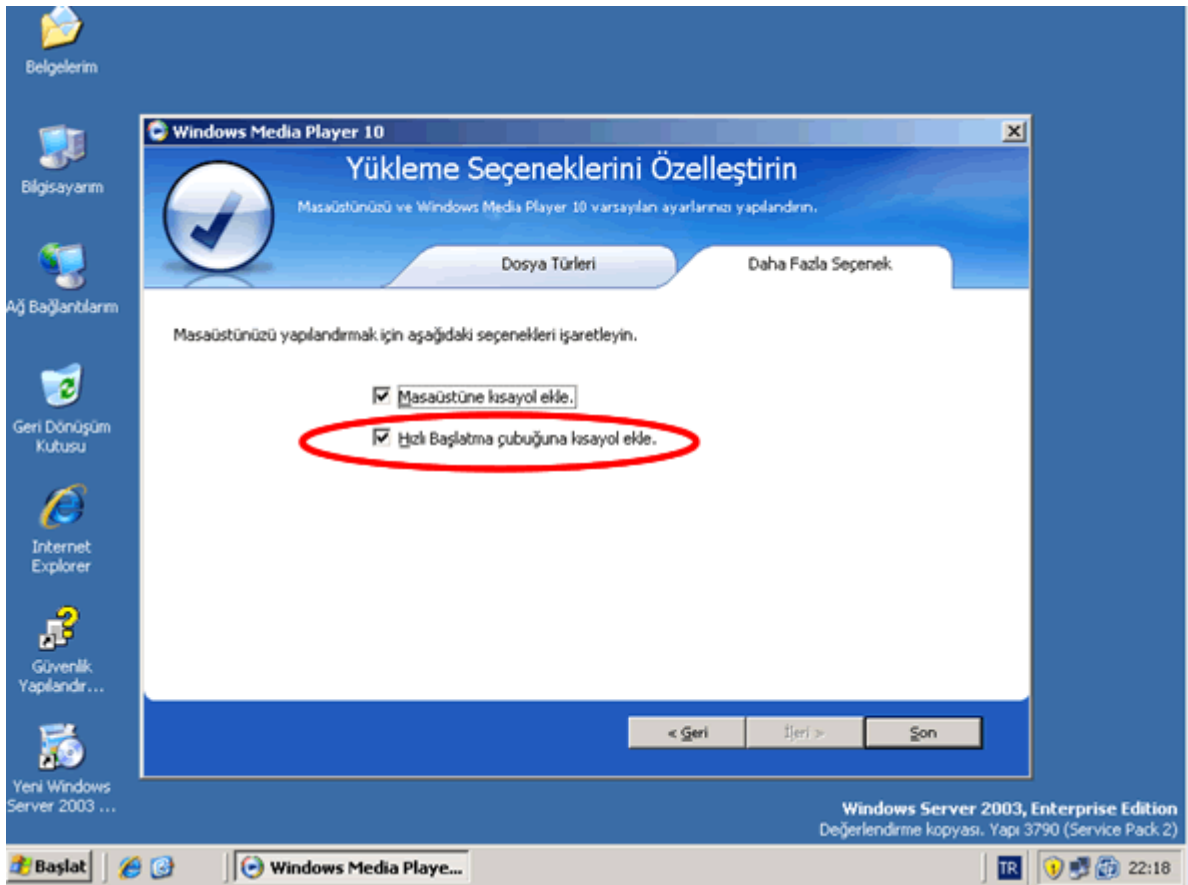 Belgelerim
Bilgisayarım
Ağ Bağlantılarım
Geri Dönüşüm
Kutusu
Internet
Explorer
Güvenlik
Yapılandır...
Yeni Windows
Server 2003 ...
Windows Media Player 10
Yükleme Seçeneklerini Özelleştirin
Masaüstünüzü ve Windows Media Player 10 varsayılan ayarlarınızı yapılandırın.
Dosya Türleri
Daha Fazla Seçenek
Masaüstünüzü yapılandırmak için aşağıdaki seçenekleri işaretleyin.
Masaüstüne kısayol ekle.
Hızlı Başlatma çubuğuna kısayol ekle.
« Geri
İleri »
Son
Windows Server 2003, Enterprise Edition
Değerlendirme kopyası. Yapı 3790 (Service Pack 2)
Başlat
Windows Media Playe...
TR
22:18